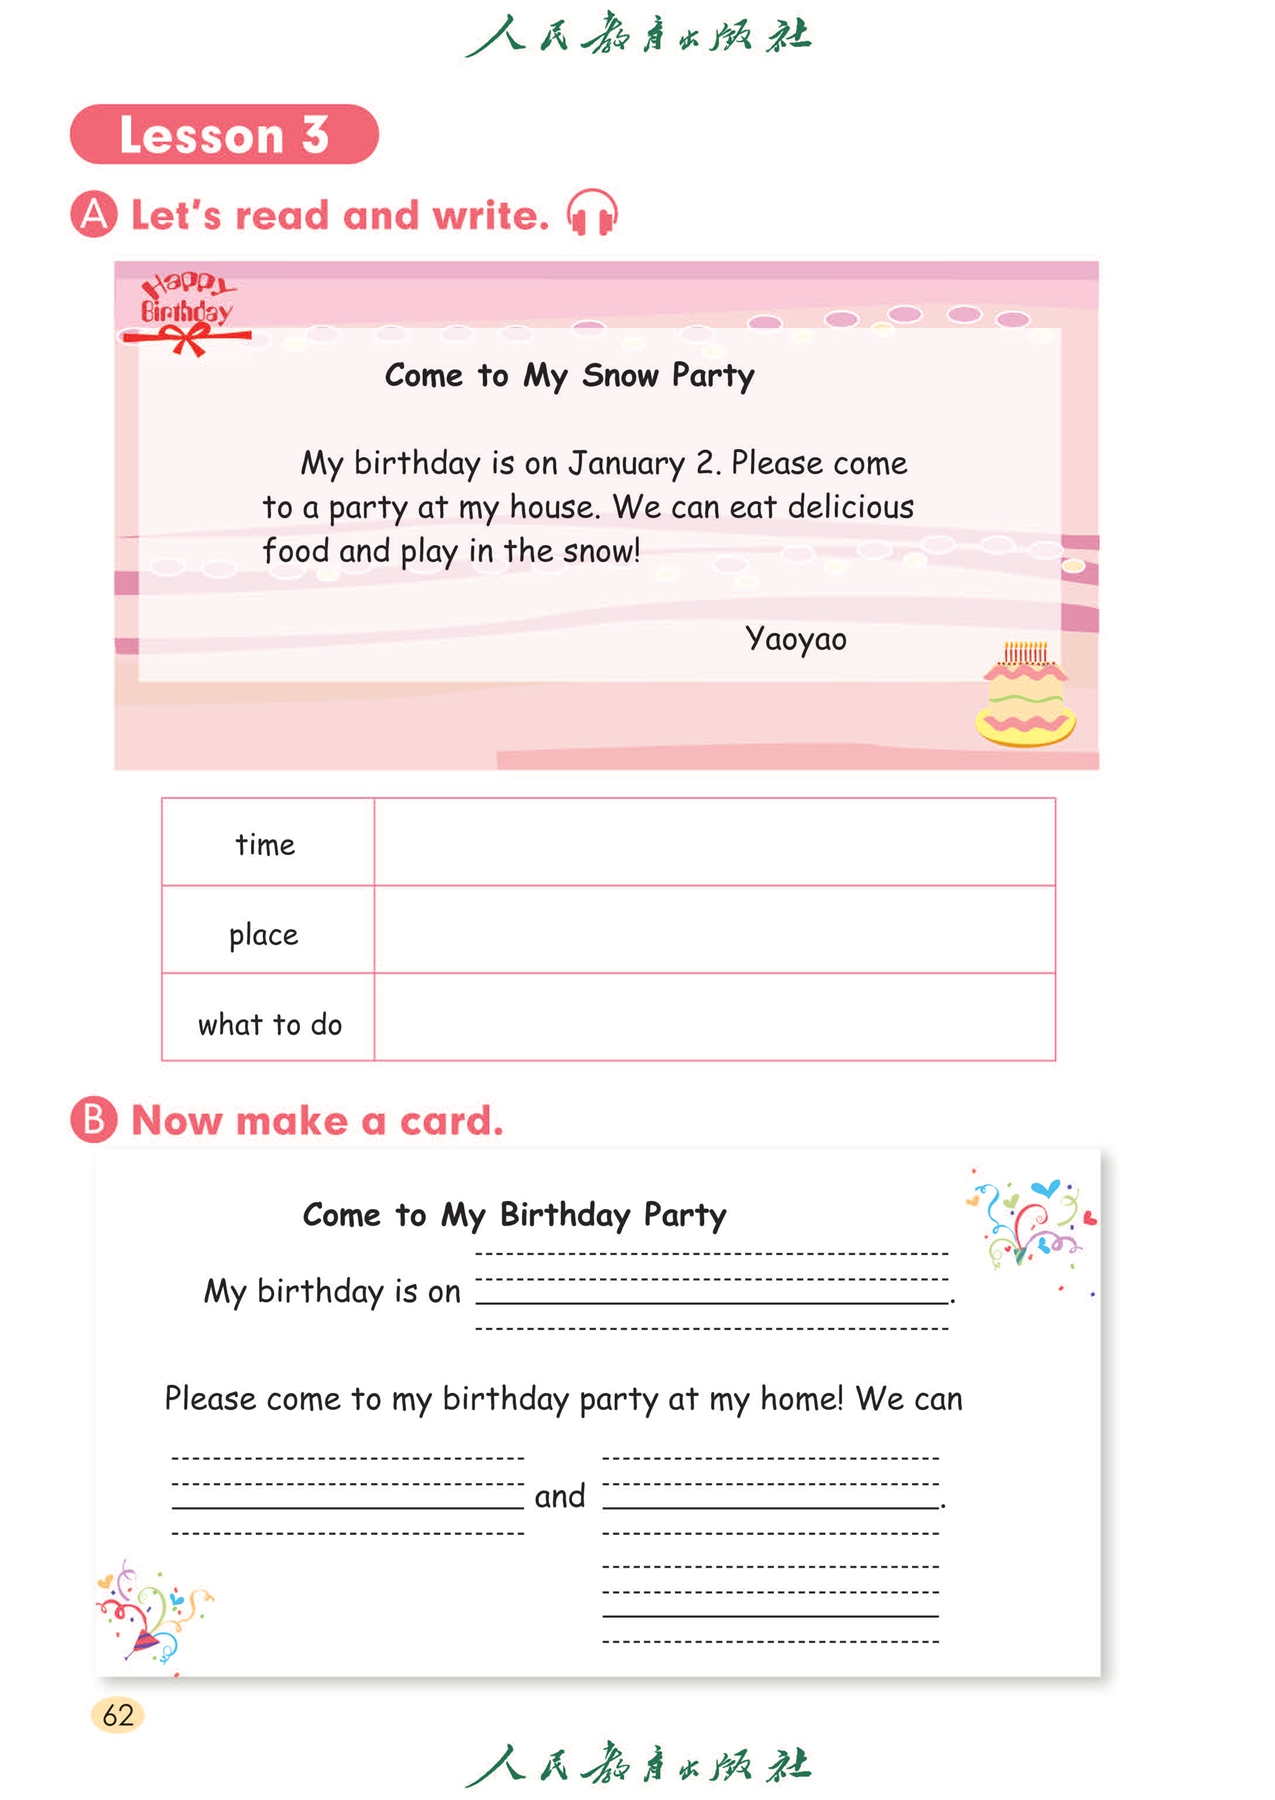 人民教育出版社
Lesson 3
A Let's read and write.
Happy
Birthday
Come to My Snow Party
My birthday is on January 2. Please come
to a party at my house. We can eat delicious
food and play in the snow!
Yaoyao
time
place
what to do
B Now make a card.
Come to My Birthday Party
My birthday is on .
Please come to my birthday party at my home! We can
and .
62
人民教育出版社